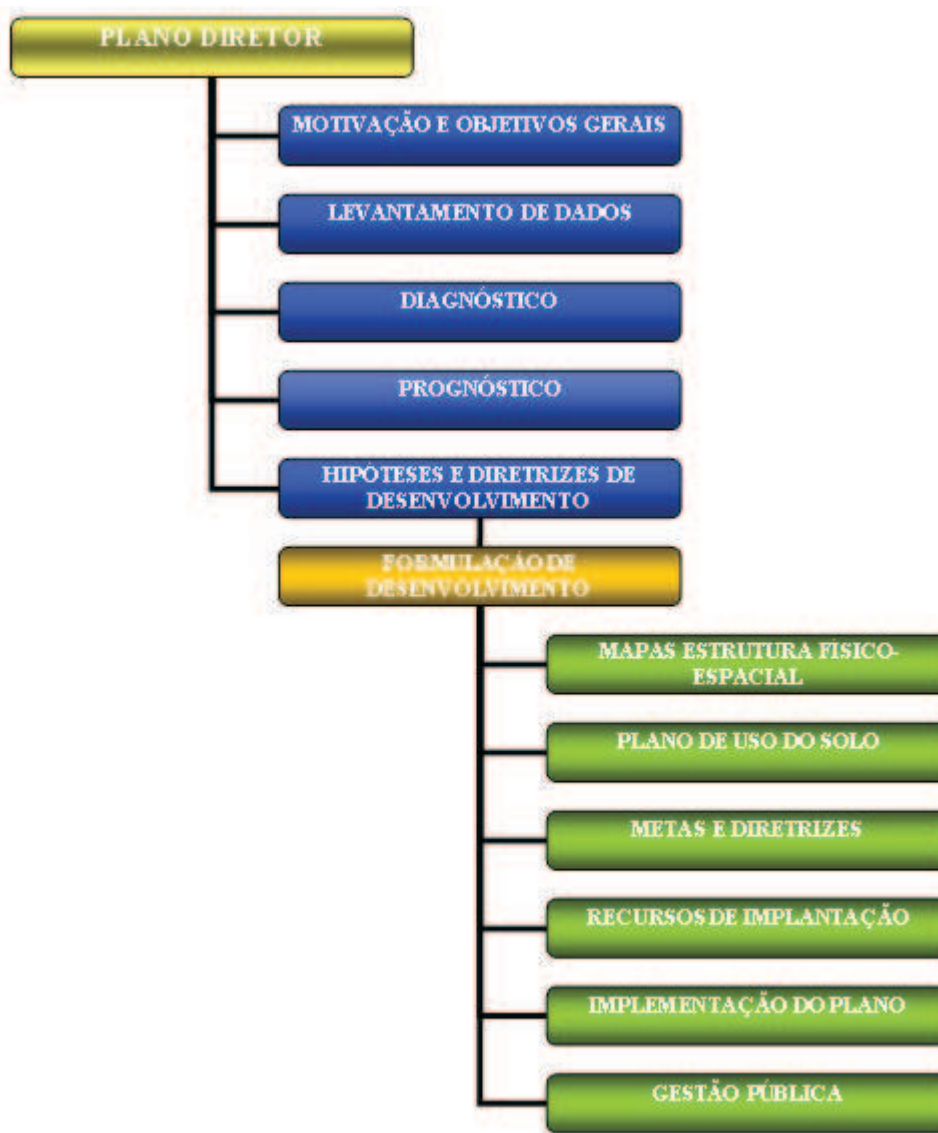 PLANO DIRETOR
MOTIVAÇÃO E OBJETIVOS GERAIS
LEVANTAMENTO DE DADOS
DIAGNÓSTICO
PROGNÓSTICO
HIPÓTESES E DIRETRIZES DE
DESENVOLVIMENTO
FORMULAÇÃO DE
DESENVOLVIMENTO
MAPAS ESTRUTURA FÍSICO-
ESPACIAL
PLANO DE USO DO SOLO
METAS E DIRETRIZES
RECURSOS DE IMPLANTAÇÃO
IMPLEMENTAÇÃO DO PLANO
GESTÃO PÚBLICA